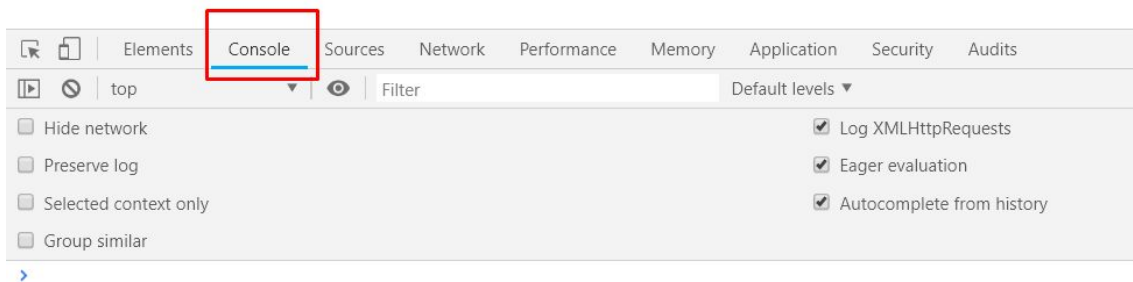 Elements Console Sources Network Performance Memory Application Security Audits
top Filter Default levels
Hide network Log XMLHttpRequests
Preserve log Eager evaluation
Selected context only Autocomplete from history
Group similar